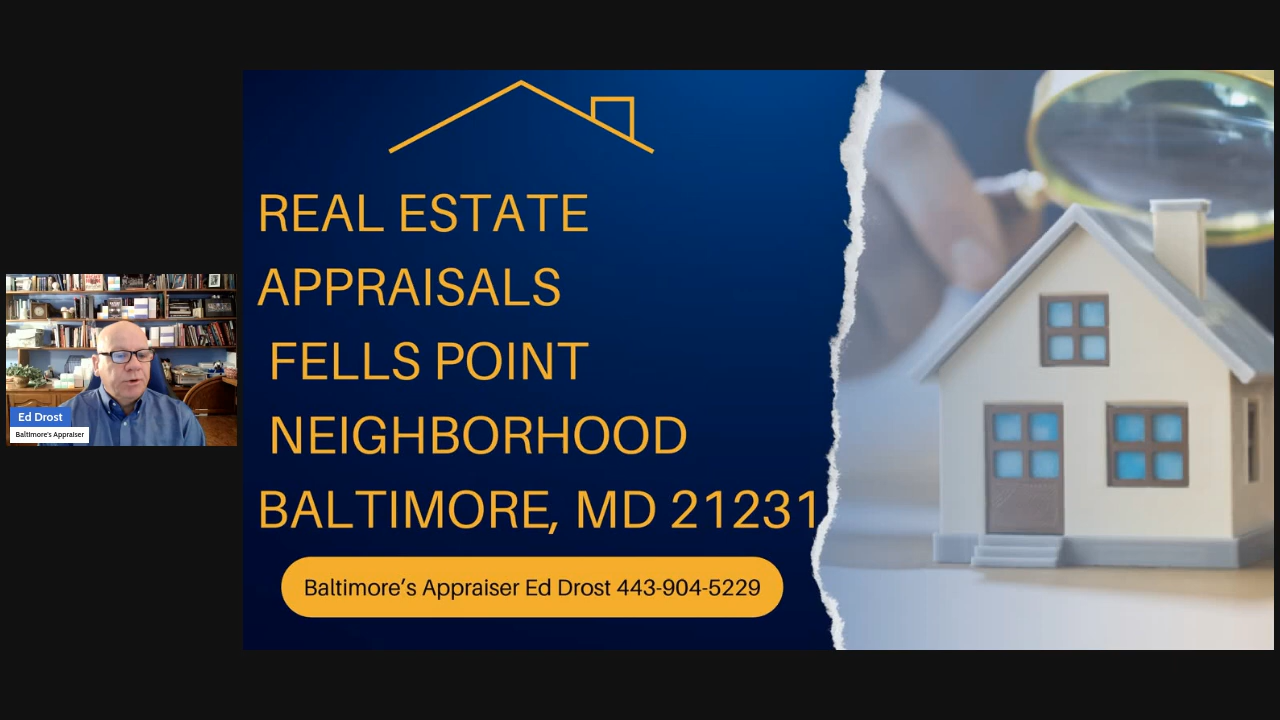 REAL ESTATE
APPRAISALS
FELLS POINT
NEIGHBORHOOD
BALTIMORE, MD 21231
Baltimore’s Appraiser Ed Drost 443-904-5229
Ed Drost
Baltimore's Appraiser